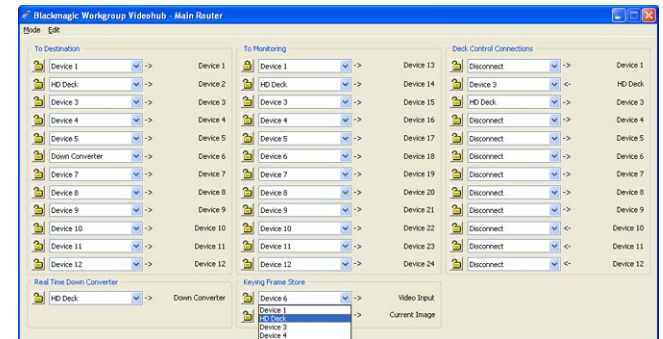 Blackmagic Workgroup Videohub - Main Router
Mode Edit
To Destination
Device 1 -> Device 1
HD Deck -> Device 2
Device 3 -> Device 3
Device 4 -> Device 4
Device 5 -> Device 5
Down Converter -> Device 6
Device 7 -> Device 7
Device 8 -> Device 8
Device 9 -> Device 9
Device 10 -> Device 10
Device 11 -> Device 11
Device 12 -> Device 12
To Monitoring
Device 1 -> Device 13
HD Deck -> Device 14
Device 3 -> Device 15
Device 4 -> Device 16
Device 5 -> Device 17
Device 6 -> Device 18
Device 7 -> Device 19
Device 8 -> Device 20
Device 9 -> Device 21
Device 10 -> Device 22
Device 11 -> Device 23
Device 12 -> Device 24
Deck Control Connections
Disconnect -> Device 1
Device 3 <- HD Deck
HD Deck -> Device 3
Disconnect -> Device 4
Disconnect -> Device 5
Disconnect -> Device 6
Disconnect -> Device 7
Disconnect -> Device 8
Disconnect -> Device 9
Disconnect <- Device 10
Disconnect <- Device 11
Disconnect <- Device 12
Real Time Down Converter
HD Deck -> Down Converter
Keying Frame Store
Device 6 -> Video Input
-> Current Image
Device 1
HD Deck
Device 3
Device 4